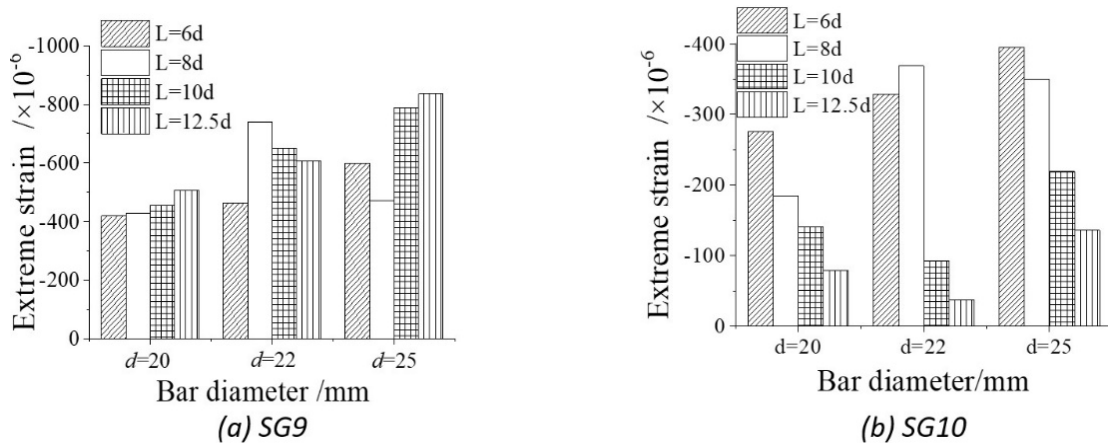 L=6d
L=8d
L=10d
L=12.5d
-1000
-800
-600
-400
-200
0
Extreme strain /×10⁻⁶
d=20
d=22
d=25
Bar diameter /mm
(a) SG9
L=6d
L=8d
L=10d
L=12.5d
-400
-300
-200
-100
0
Extreme strain /×10⁻⁶
d=20
d=22
d=25
Bar diameter/mm
(b) SG10